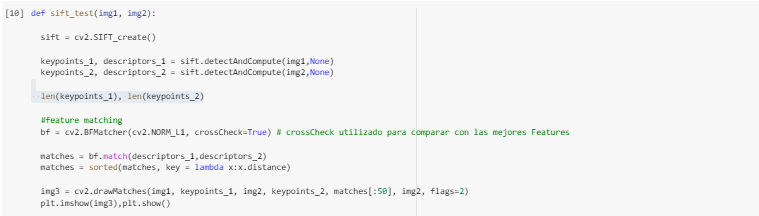 [10] def sift_test(img1, img2):
sift = cv2.SIFT_create()
keypoints_1, descriptors_1 = sift.detectAndCompute(img1,None)
keypoints_2, descriptors_2 = sift.detectAndCompute(img2,None)
len(keypoints_1), len(keypoints_2)
#feature matching
bf = cv2.BFMatcher(cv2.NORM_L1, crossCheck=True) # crossCheck utilizado para comparar con las mejores Features
matches = bf.match(descriptors_1,descriptors_2)
matches = sorted(matches, key = lambda x:x.distance)
img3 = cv2.drawMatches(img1, keypoints_1, img2, keypoints_2, matches[:50], img2, flags=2)
plt.imshow(img3),plt.show()